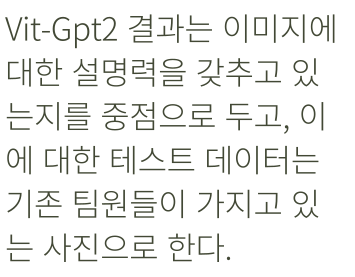 Vit-Gpt2 결과는 이미지에
대한 설명력을 갖추고 있
는지를 중점으로 두고, 이
에 대한 테스트 데이터는
기존 팀원들이 가지고 있
는 사진으로 한다.